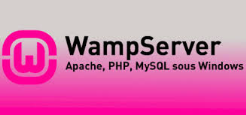 WampServer
Apache, PHP, MySQL sous Windows